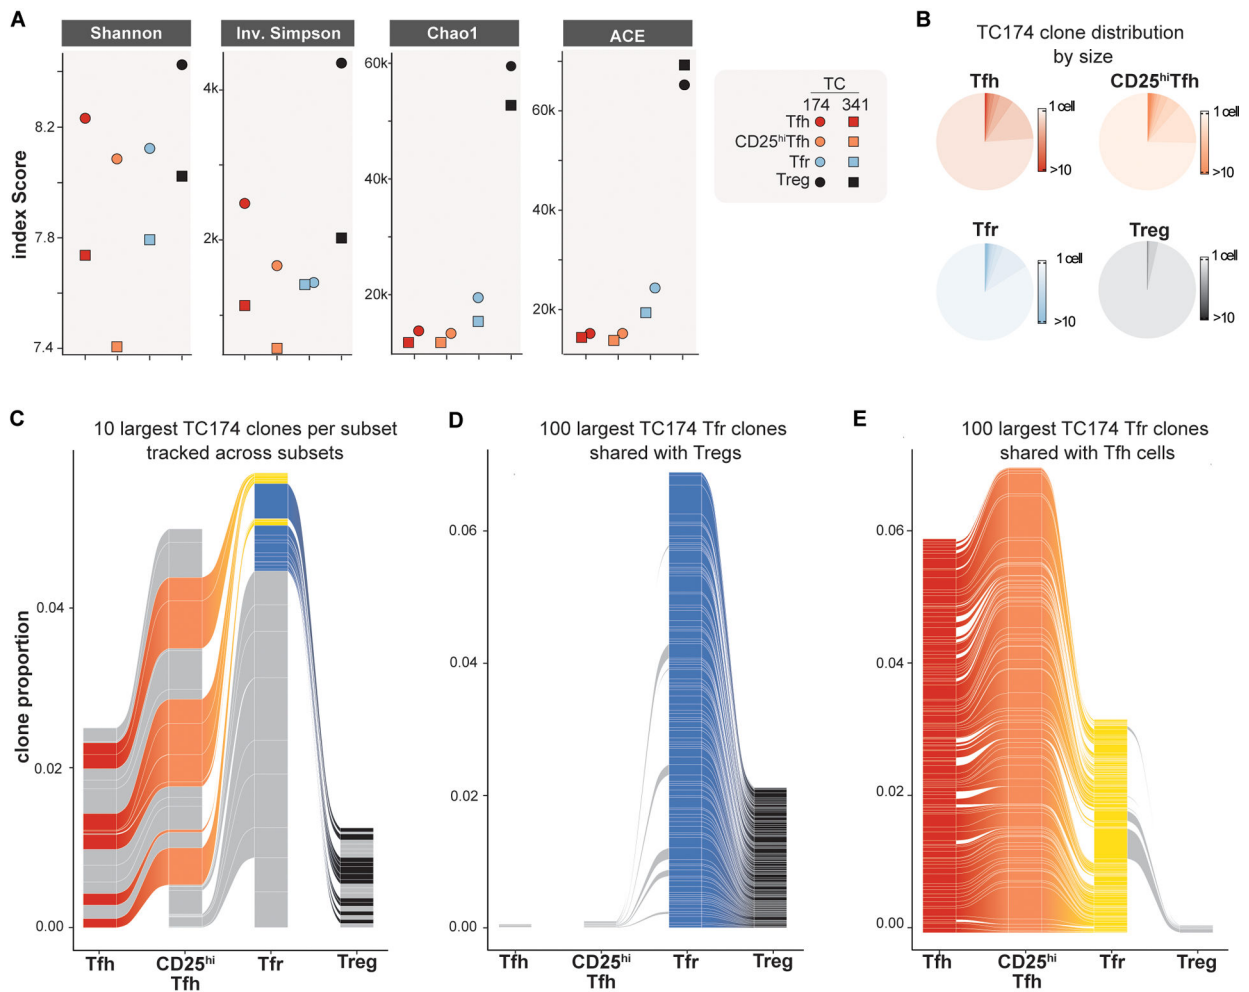 A
Shannon
Inv. Simpson
Chao1
ACE
index Score
8.2
7.8
7.4
4k
2k
60k
40k
20k
60k
40k
20k
TC
174 341
Tfh
CD25hiTfh
Tfr
Treg
B
TC174 clone distribution
by size
Tfh
1 cell
>10
CD25hiTfh
1 cell
>10
Tfr
1 cell
>10
Treg
1 cell
>10
C
10 largest TC174 clones per subset
tracked across subsets
clone proportion
0.04
0.02
0.00
Tfh
CD25hi
Tfh
Tfr
Treg
D
100 largest TC174 Tfr clones
shared with Tregs
0.06
0.04
0.02
0.00
Tfh
CD25hi
Tfh
Tfr
Treg
E
100 largest TC174 Tfr clones
shared with Tfh cells
0.06
0.04
0.02
0.00
Tfh
CD25hi
Tfh
Tfr
Treg